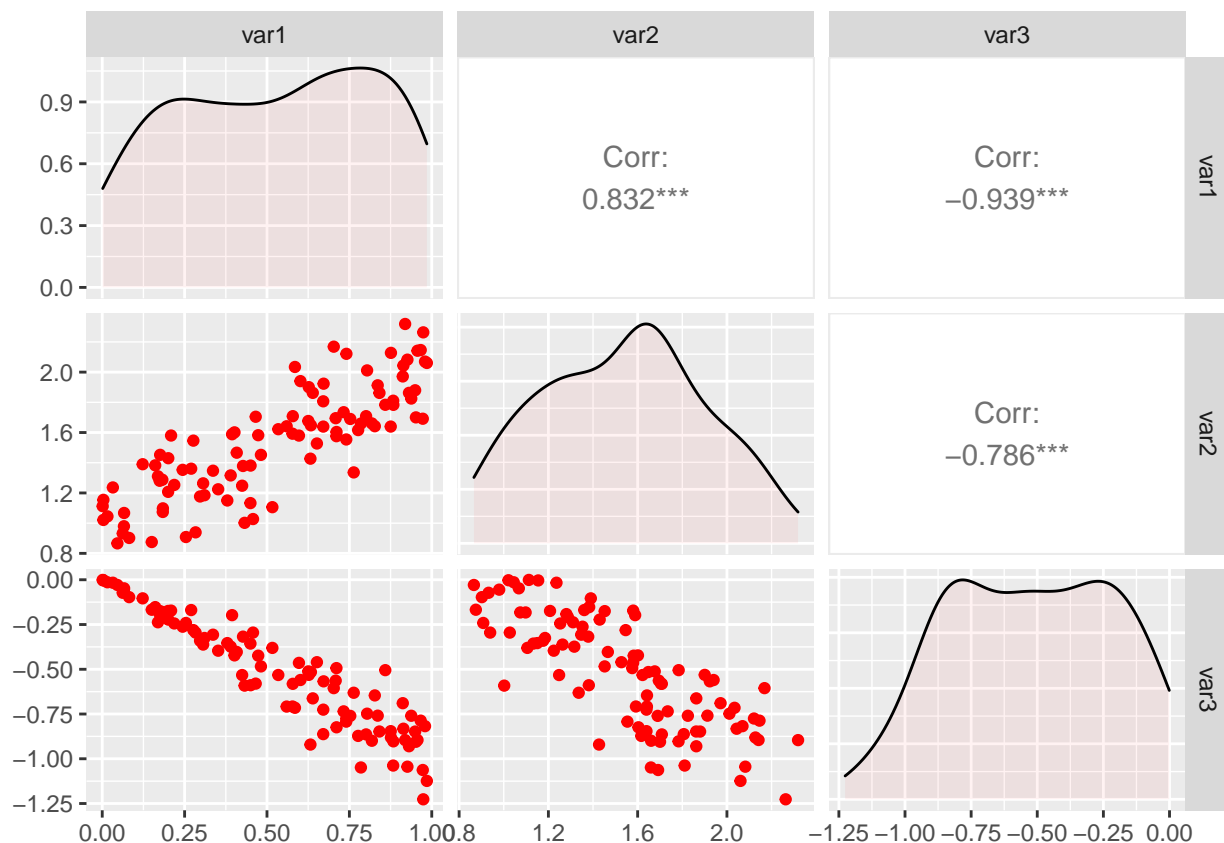 var1 var2 var3
0.9
0.6
0.3
0.0
Corr:
0.832***
Corr:
−0.939***
var1
2.0
1.6
1.2
0.8
Corr:
−0.786***
var2
0.00
−0.25
−0.50
−0.75
−1.00
−1.25
var3
0.00 0.25 0.50 0.75 1.00
0.8 1.2 1.6 2.0
−1.25 −1.00 −0.75 −0.50 −0.25 0.00